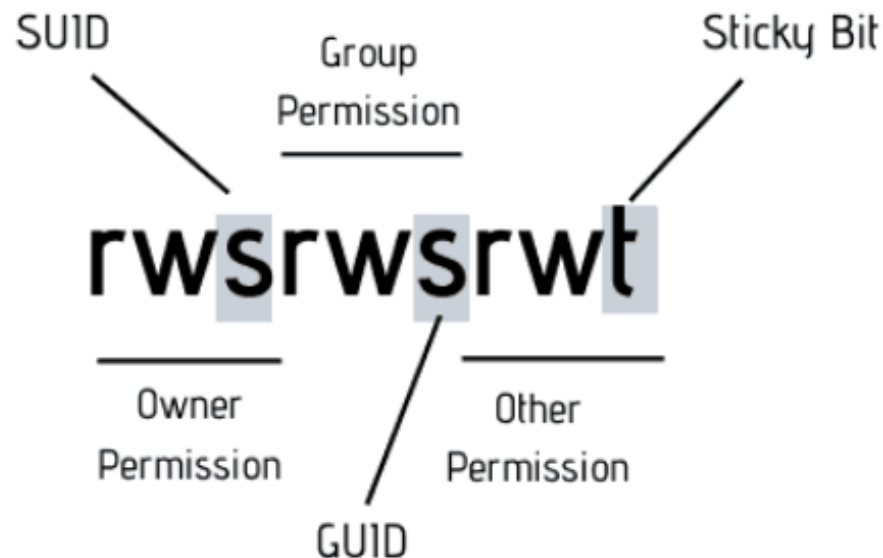 SUID
Sticky Bit
Group
Permission
rwsrwsrwt
Owner
Permission
Other
Permission
GUID